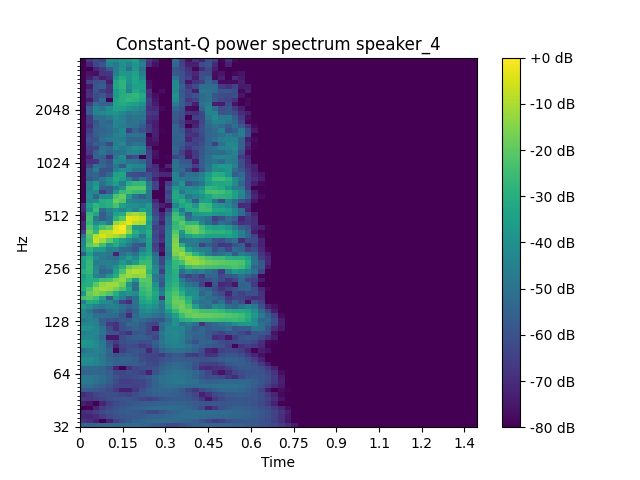 Constant-Q power spectrum speaker_4
+0 dB
-10 dB
-20 dB
-30 dB
-40 dB
-50 dB
-60 dB
-70 dB
-80 dB
2048
1024
512
256
128
64
32
Hz
0 0.15 0.3 0.45 0.6 0.75 0.9 1.1 1.2 1.4
Time